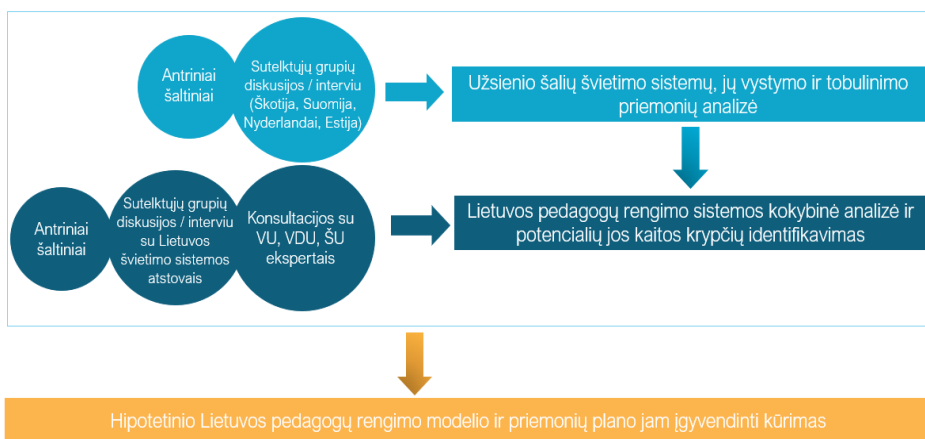 Antriniai
šaltiniai
Sutelktųjų grupių
diskusijos / interviu
(Škotija, Suomija,
Nyderlandai, Estija)
Užsienio šalių švietimo sistemų, jų vystymo ir tobulinimo
priemonių analizė
Antriniai
šaltiniai
Sutelktųjų grupių
diskusijos / interviu
su Lietuvos
švietimo sistemos
atstovais
Konsultacijos su
VU, VDU, ŠU
ekspertais
Lietuvos pedagogų rengimo sistemos kokybinė analizė ir
potencialių jos kaitos krypčių identifikavimas
Hipotetinio Lietuvos pedagogų rengimo modelio ir priemonių plano jam įgyvendinti kūrimas